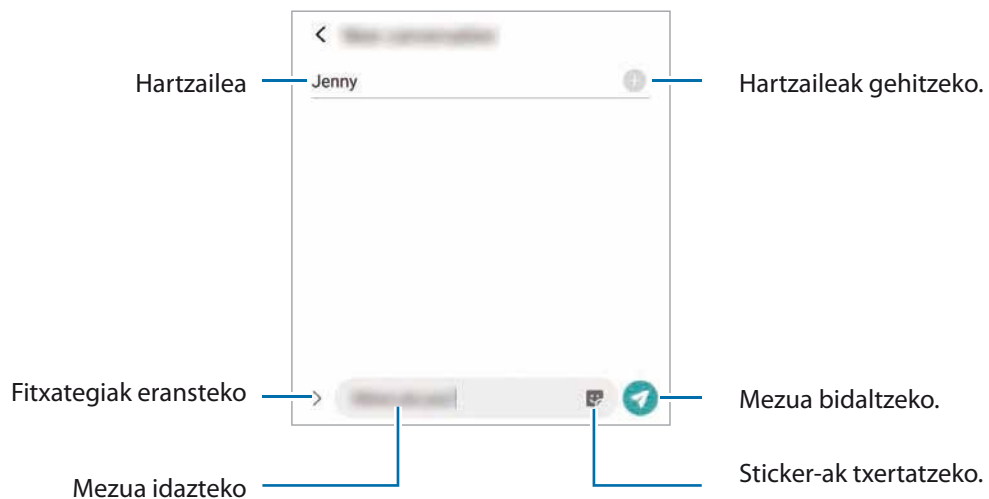 Hartzailea
Jenny
Hartzaileak gehitzeko.
Fitxategiak eransteko
Mezua bidaltzeko.
Mezua idazteko
Sticker-ak txertatzeko.